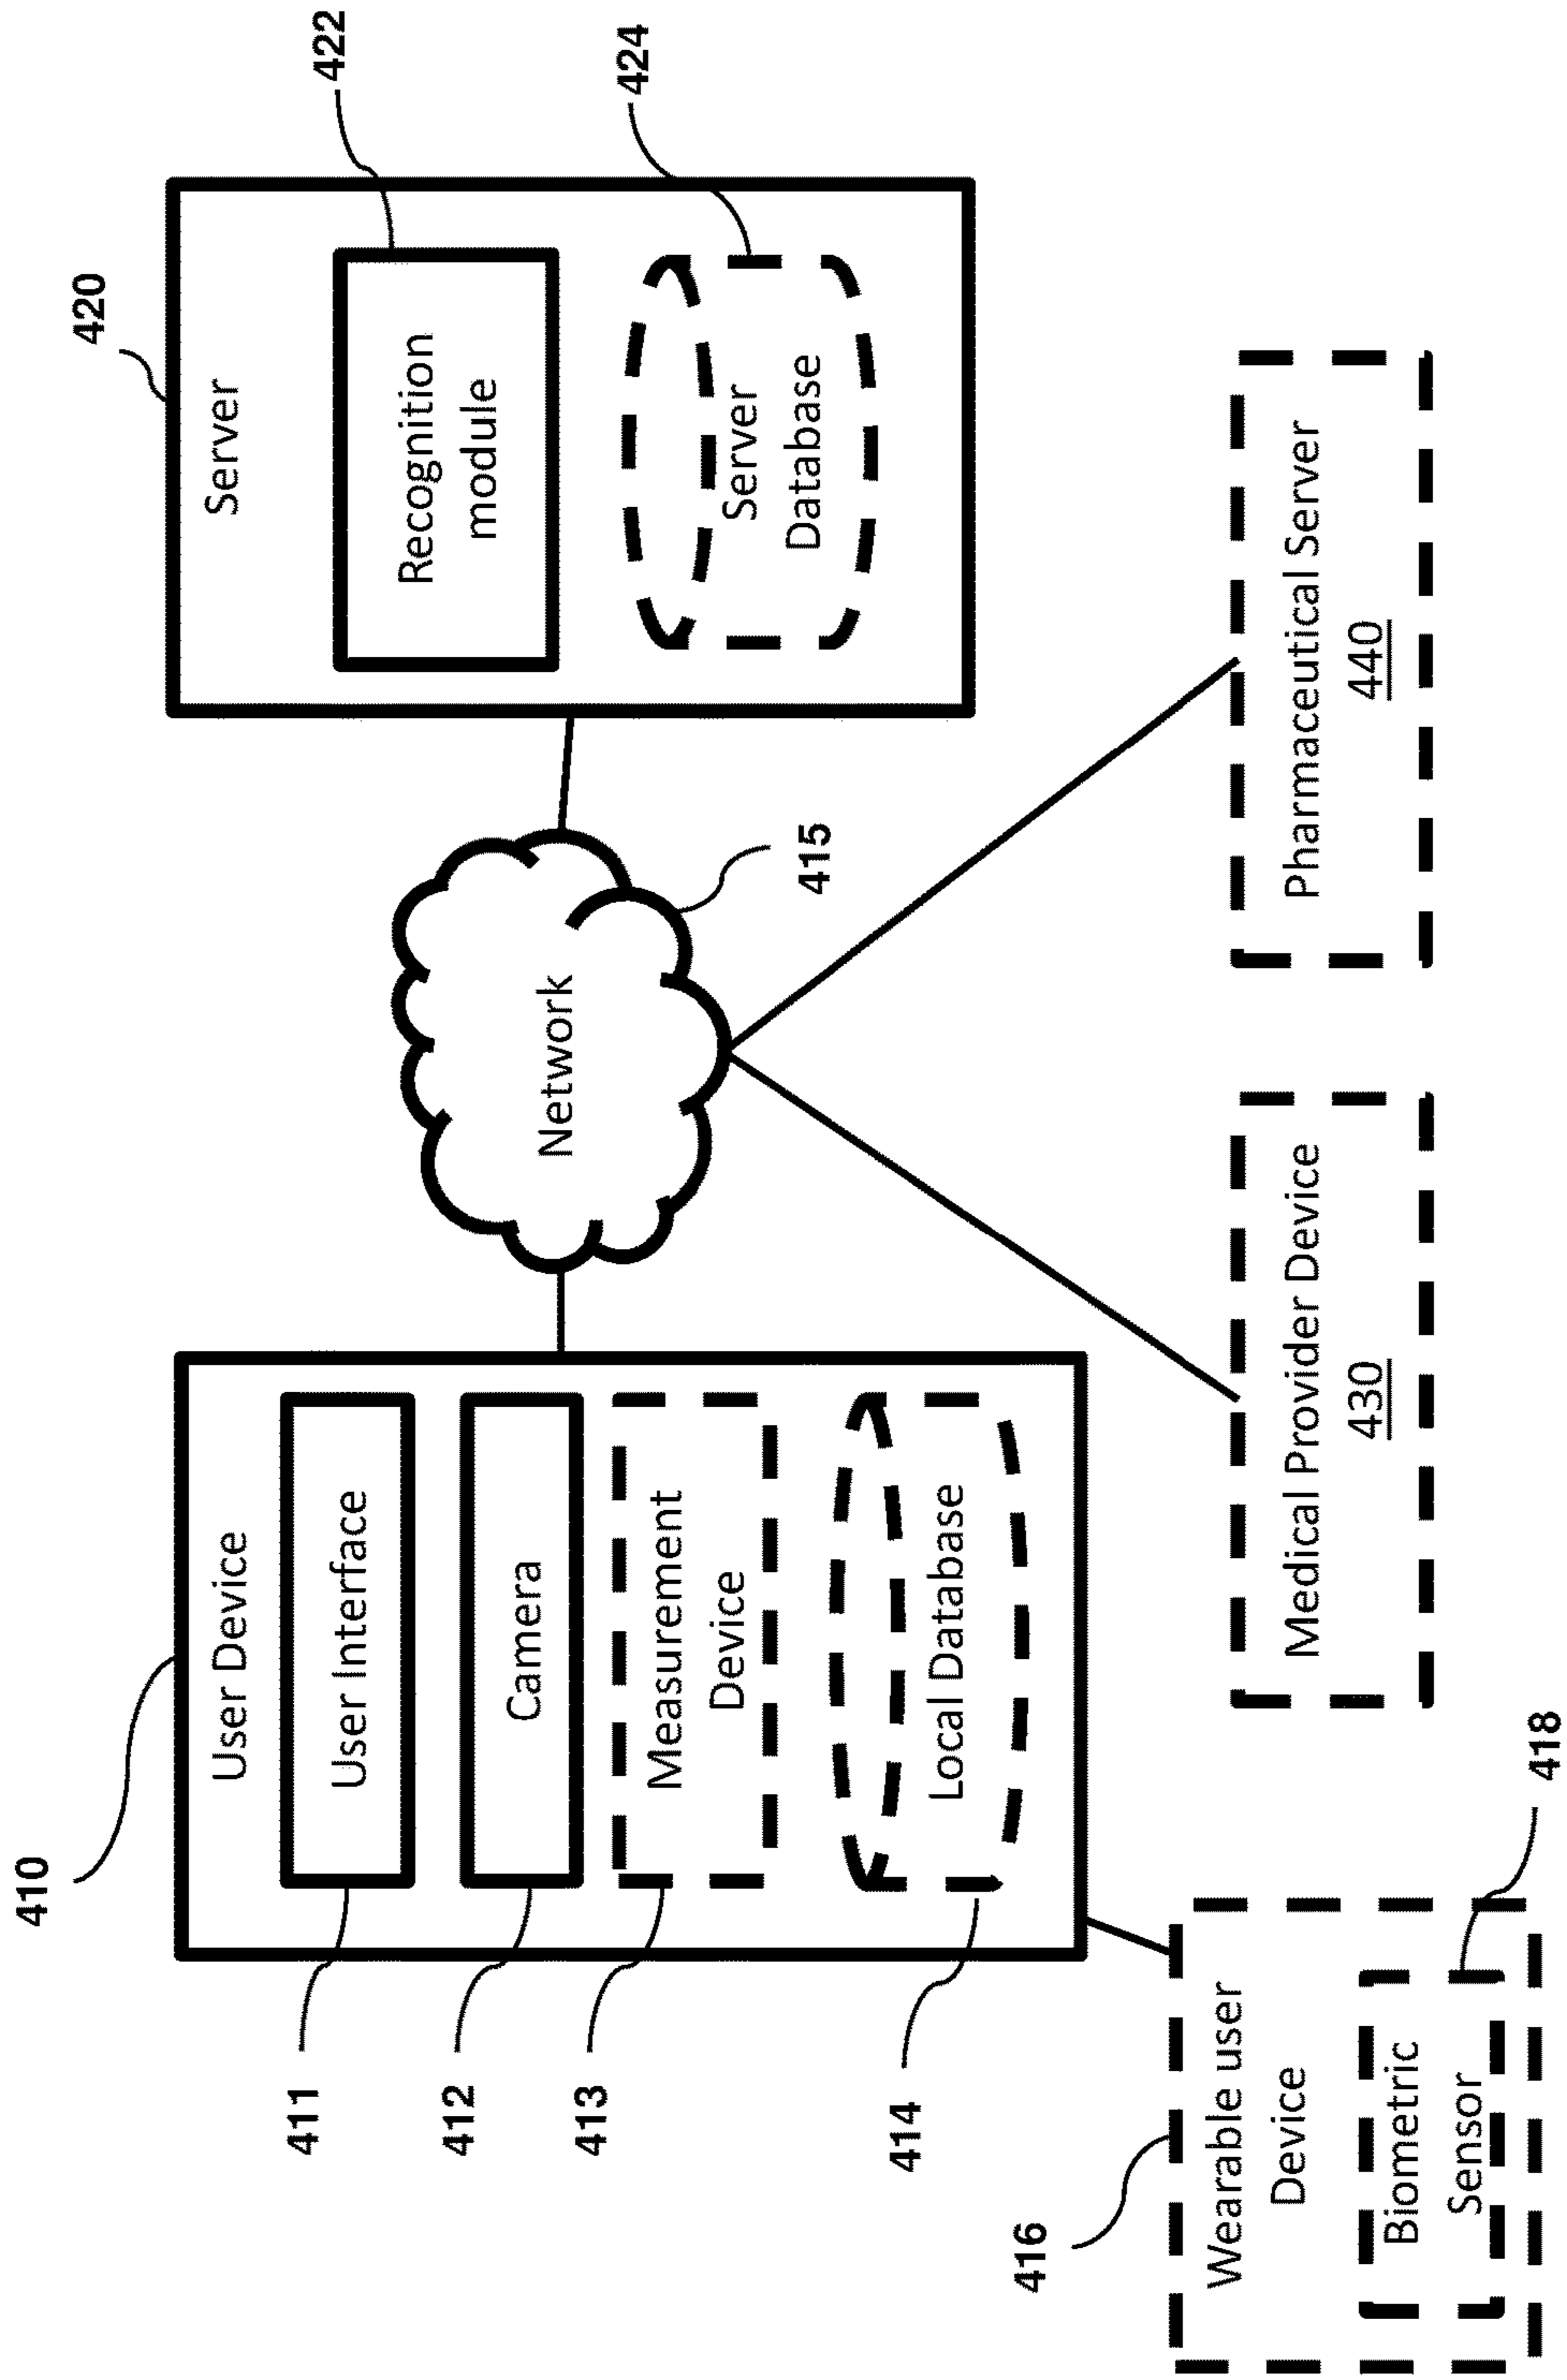 410
User Device
411
User Interface
412
Camera
413
Measurement
Device
414
Local Database
416
Wearable user
Device
Biometric
Sensor
418
Network
415
420
Server
422
Recognition
module
424
Server
Database
Medical Provider Device
430
Pharmaceutical Server
440